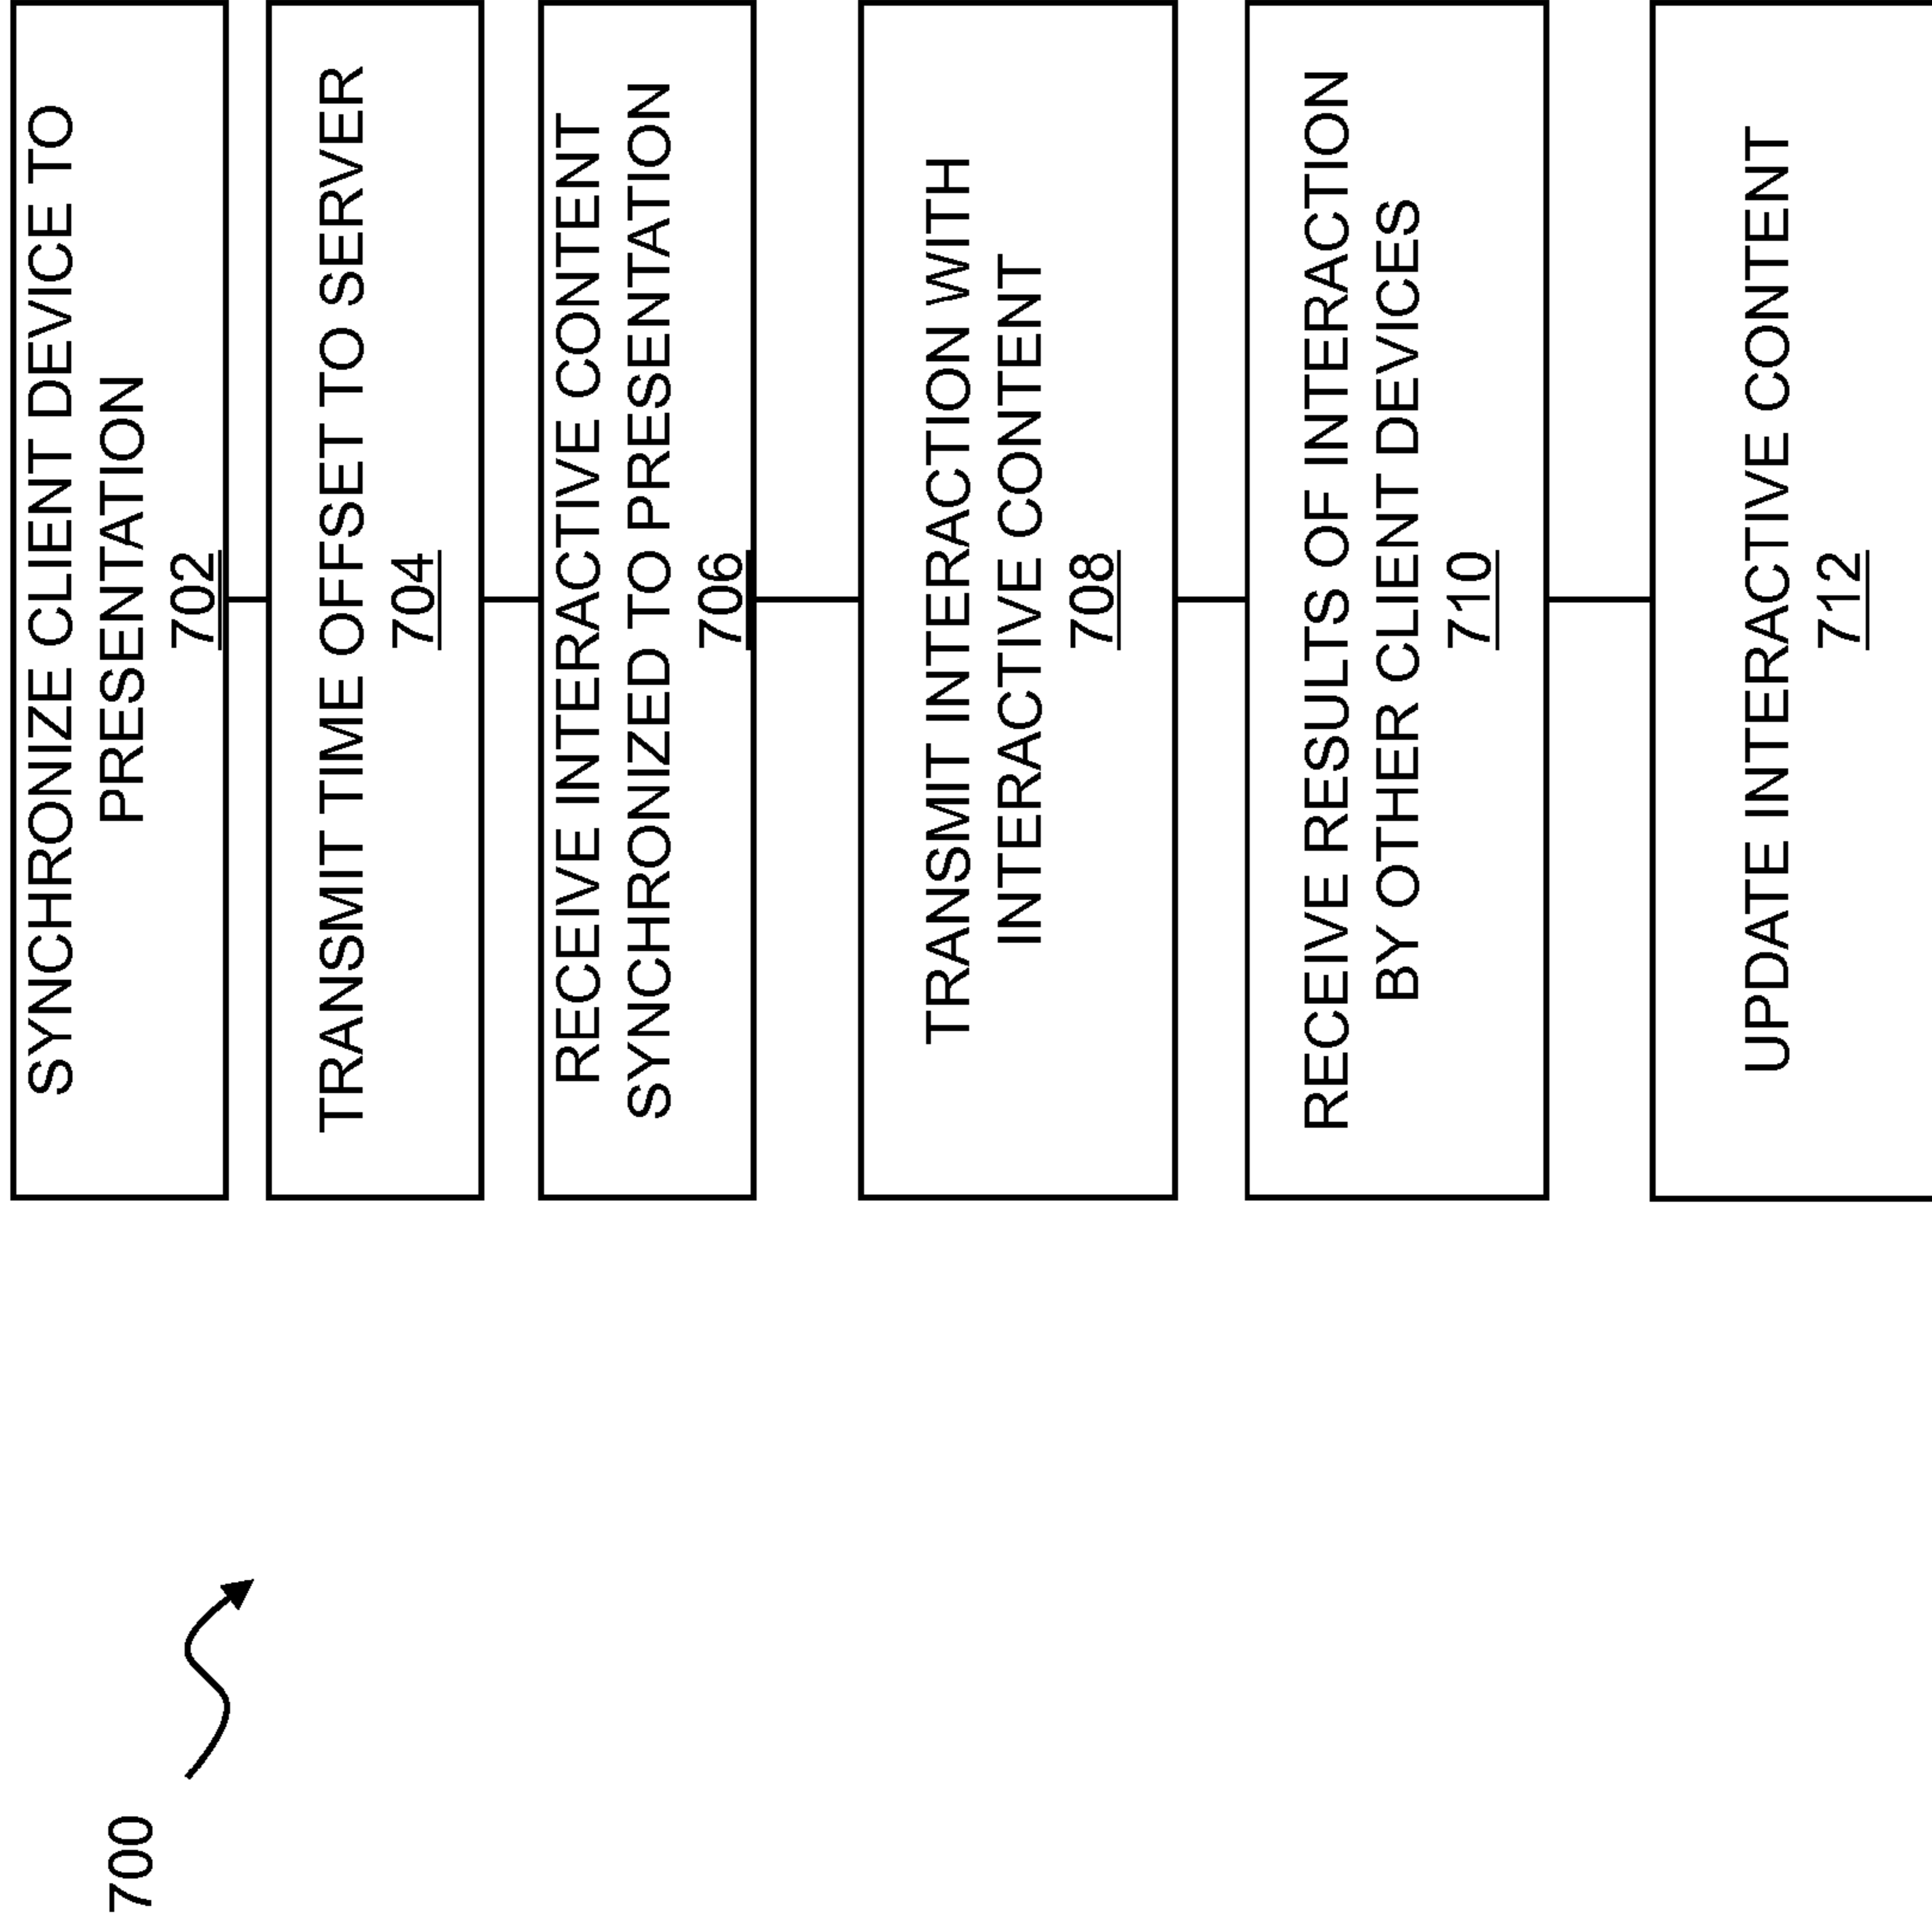 700
SYNCHRONIZE CLIENT DEVICE TO
PRESENTATION
702
TRANSMIT TIME OFFSET TO SERVER
704
RECEIVE INTERACTIVE CONTENT
SYNCHRONIZED TO PRESENTATION
706
TRANSMIT INTERACTION WITH
INTERACTIVE CONTENT
708
RECEIVE RESULTS OF INTERACTION
BY OTHER CLIENT DEVICES
710
UPDATE INTERACTIVE CONTENT
712